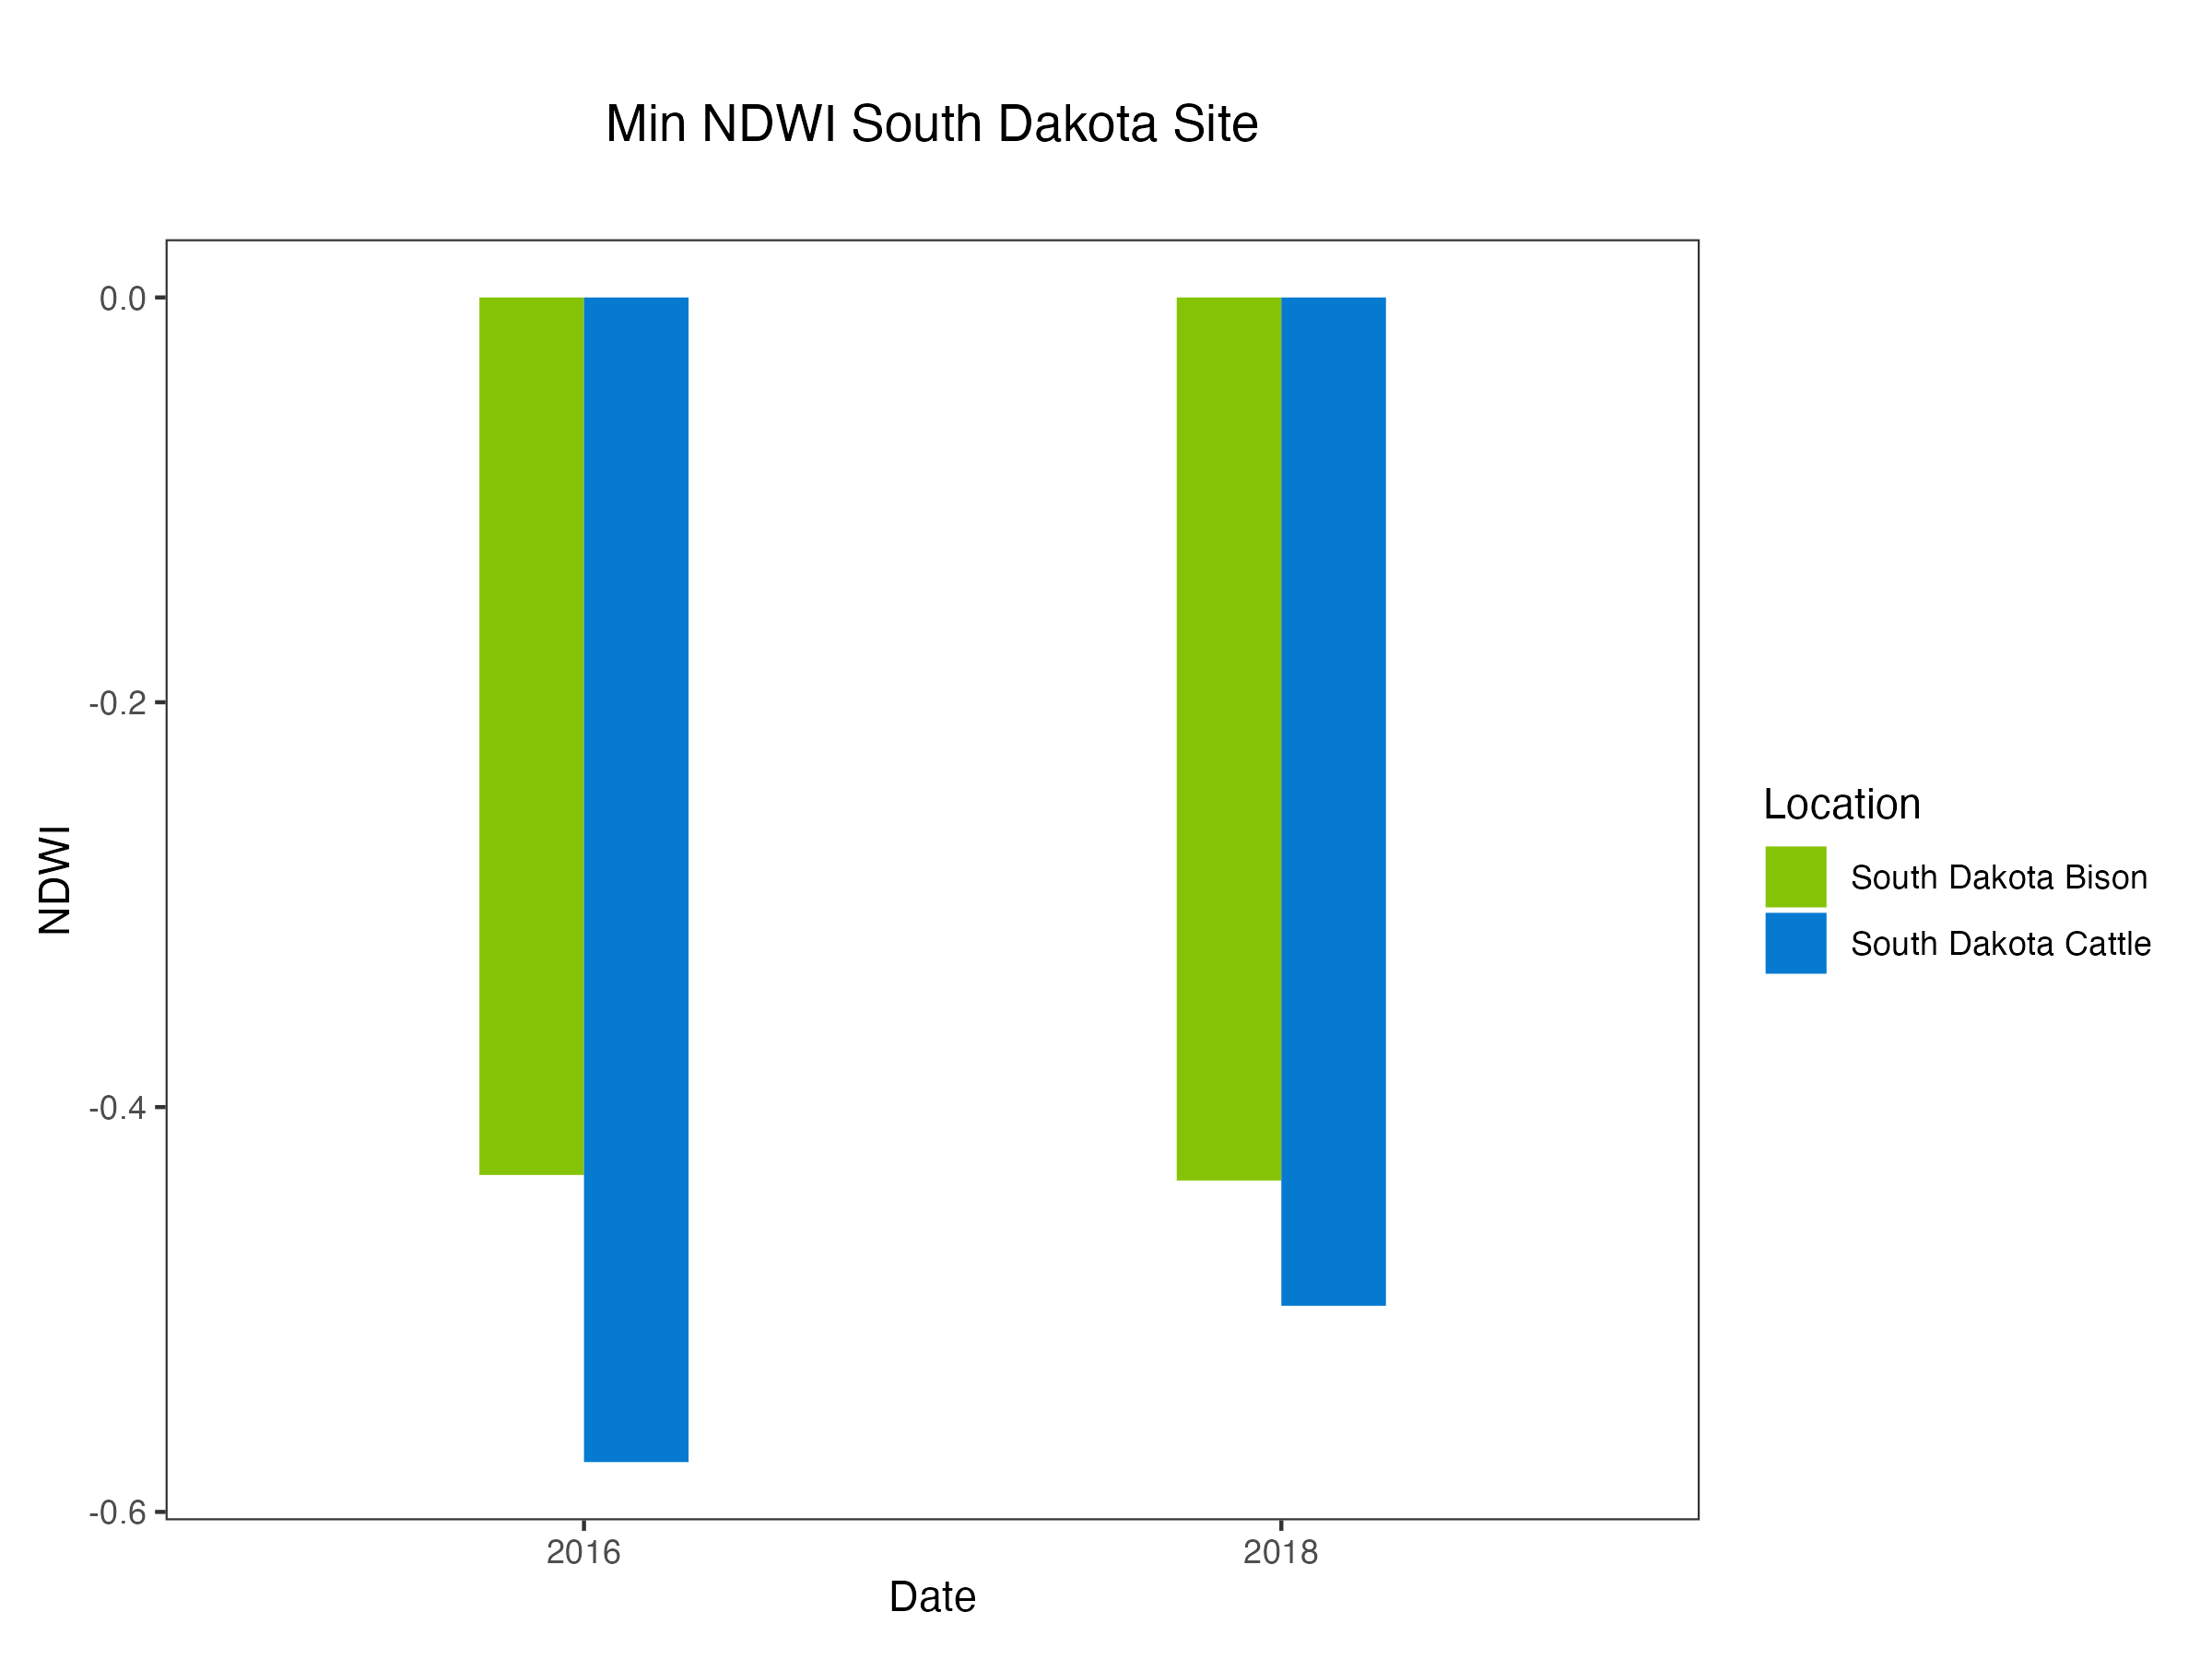 Min NDWI South Dakota Site
0.0
-0.2
-0.4
-0.6
NDWI
2016
2018
Date
Location
South Dakota Bison
South Dakota Cattle